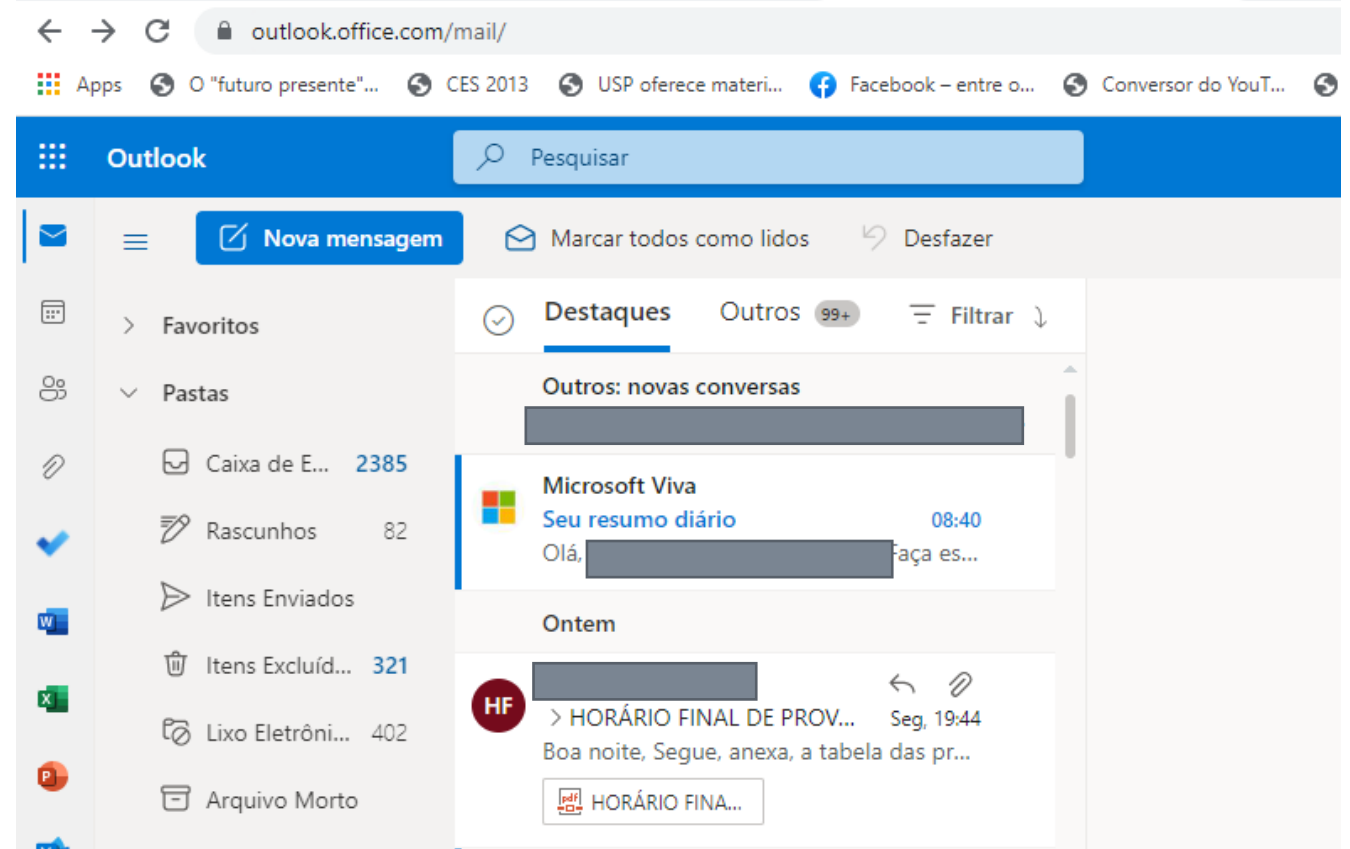 outlook.office.com/mail/
Apps O "futuro presente"... CES 2013 USP oferece materi... Facebook – entre o... Conversor do YouT...
Outlook
Pesquisar
Nova mensagem
Marcar todos como lidos
Desfazer
Favoritos
Pastas
Caixa de E... 2385
Rascunhos 82
Itens Enviados
Itens Excluíd... 321
Lixo Eletrôni... 402
Arquivo Morto
Destaques Outros 99+ Filtrar
Outros: novas conversas
Microsoft Viva
Seu resumo diário 08:40
Olá, Faça es...
Ontem
HF
> HORÁRIO FINAL DE PROV... Seg, 19:44
Boa noite, Segue, anexa, a tabela das pr...
pdf HORÁRIO FINA...